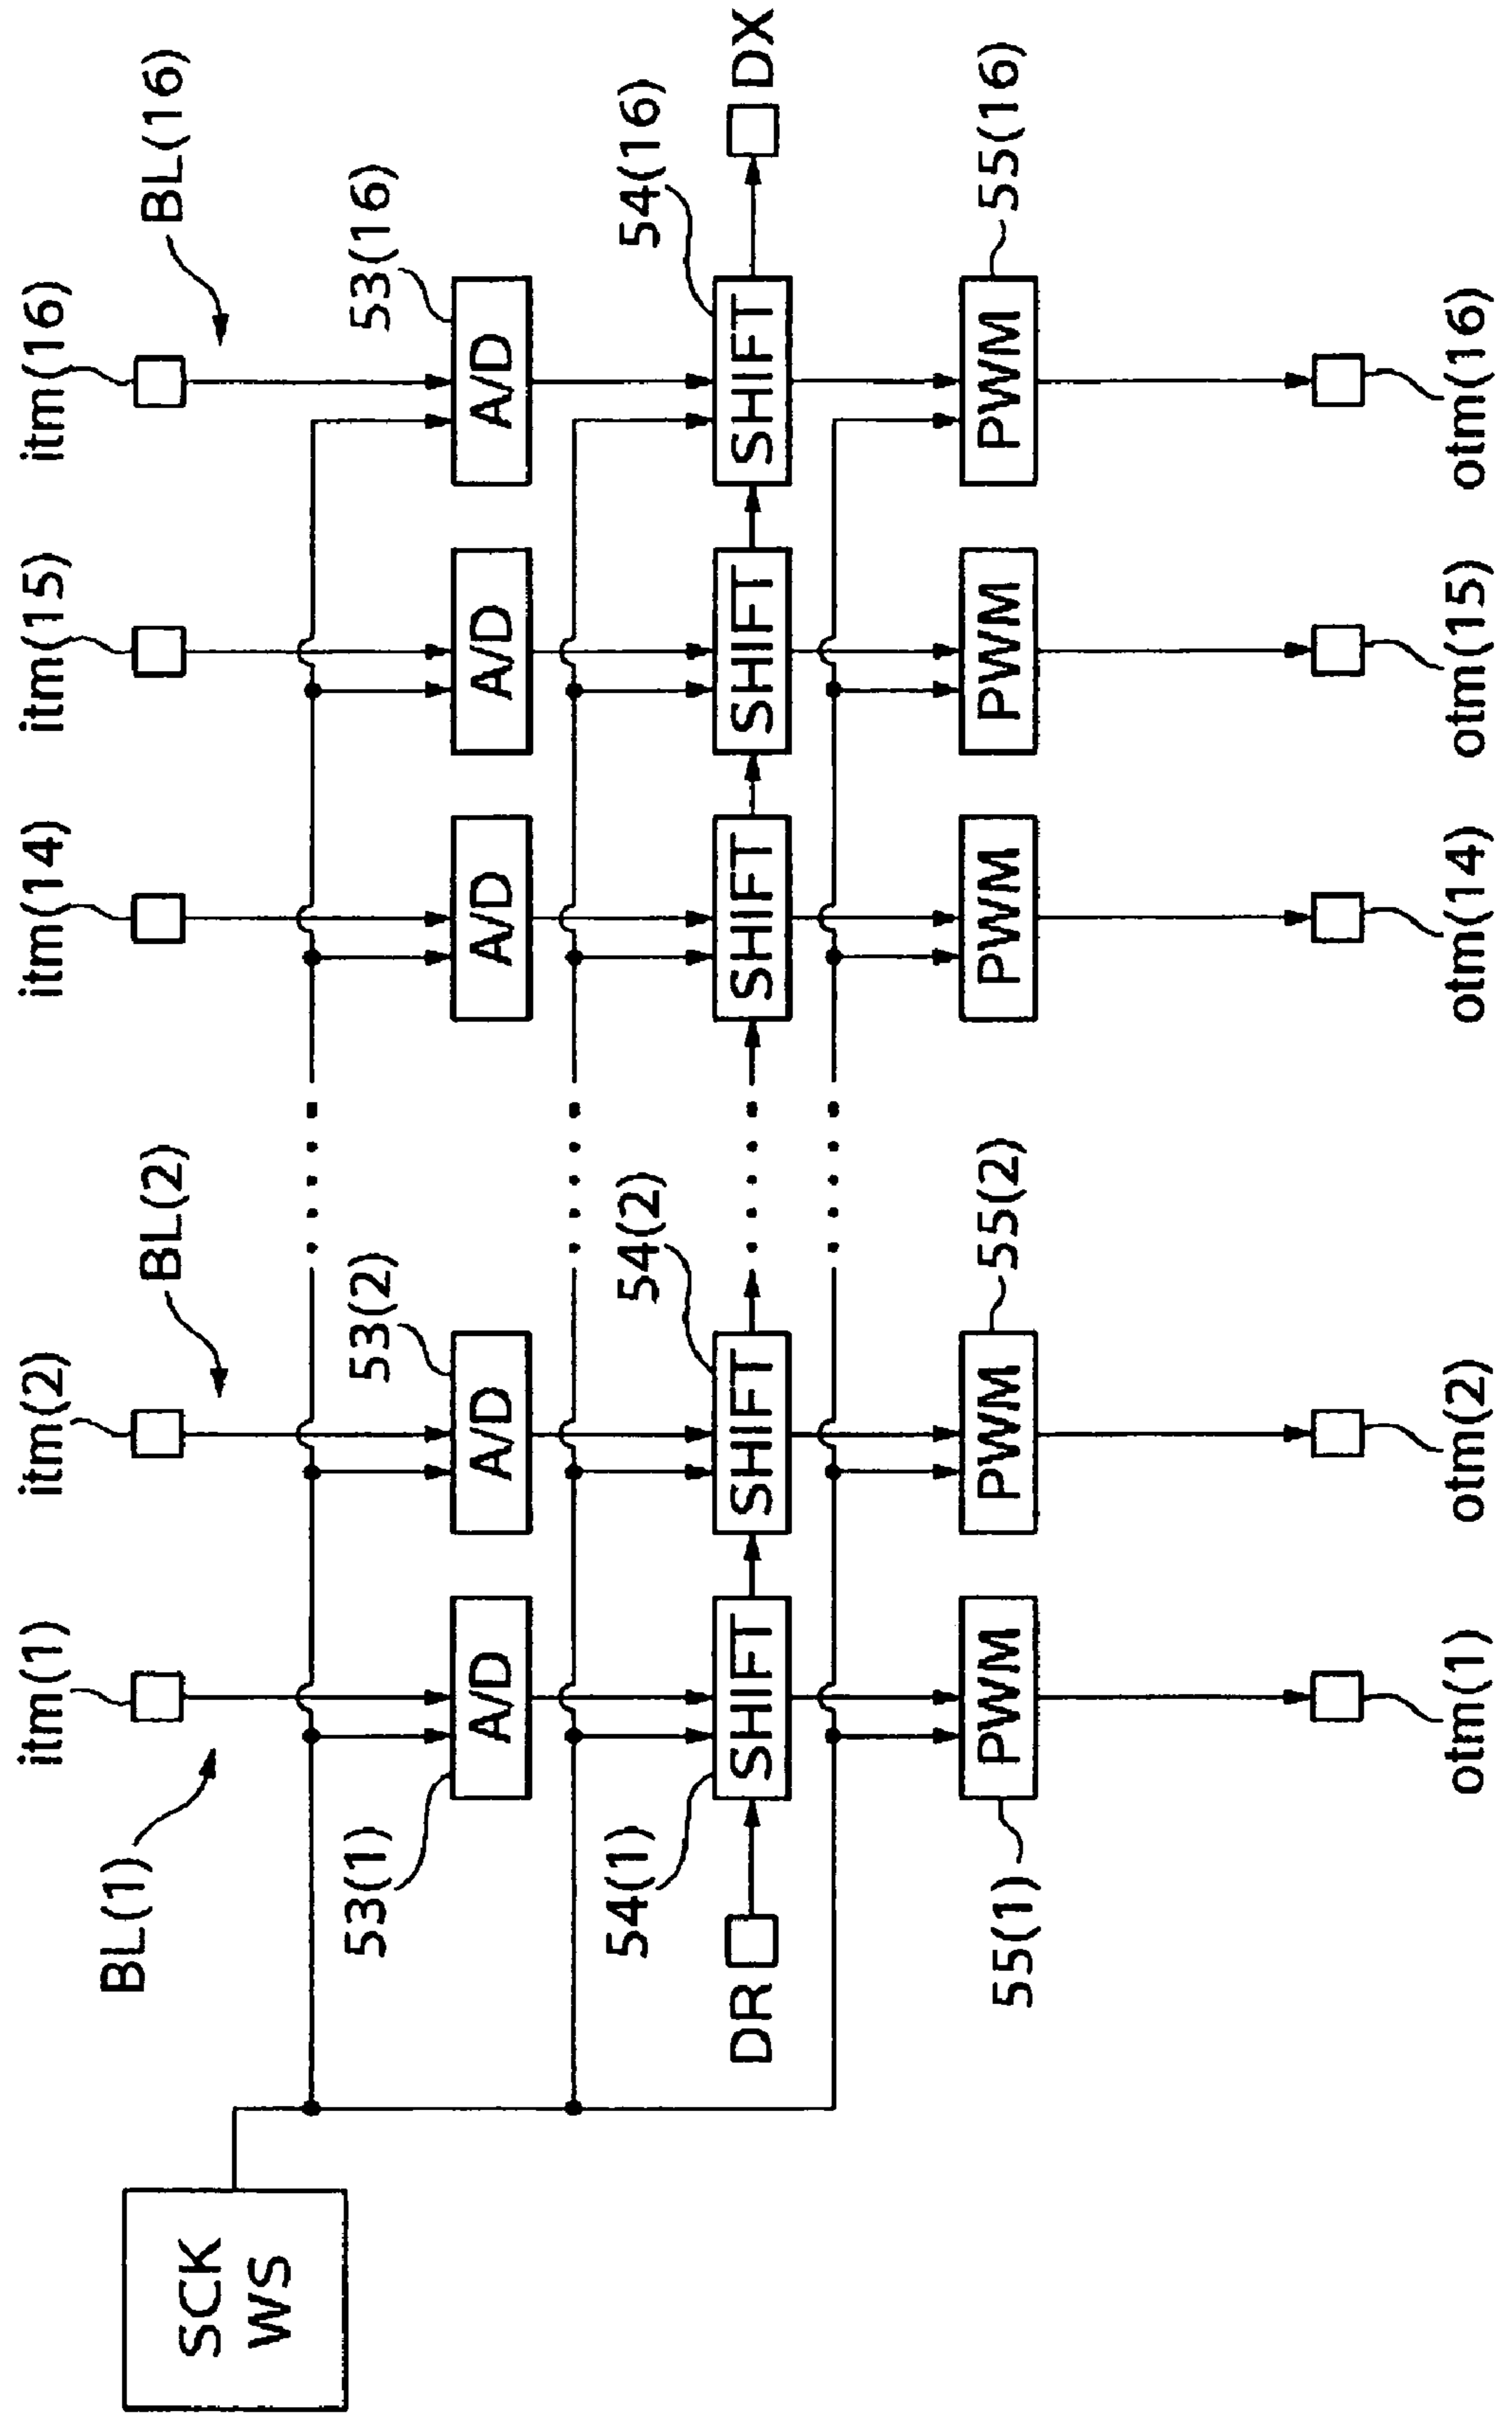 itm(1)
itm(2)
itm(14)
itm(15)
itm(16)
BL(1)
BL(2)
BL(16)
SCK
WS
53(1)
53(2)
53(16)
A/D
A/D
A/D
A/D
A/D
54(1)
54(2)
54(16)
DR
SHIFT
SHIFT
SHIFT
SHIFT
SHIFT
DX
PWM
PWM
PWM
PWM
PWM
55(1)
55(2)
55(16)
otm(1)
otm(2)
otm(14)
otm(15)
otm(16)